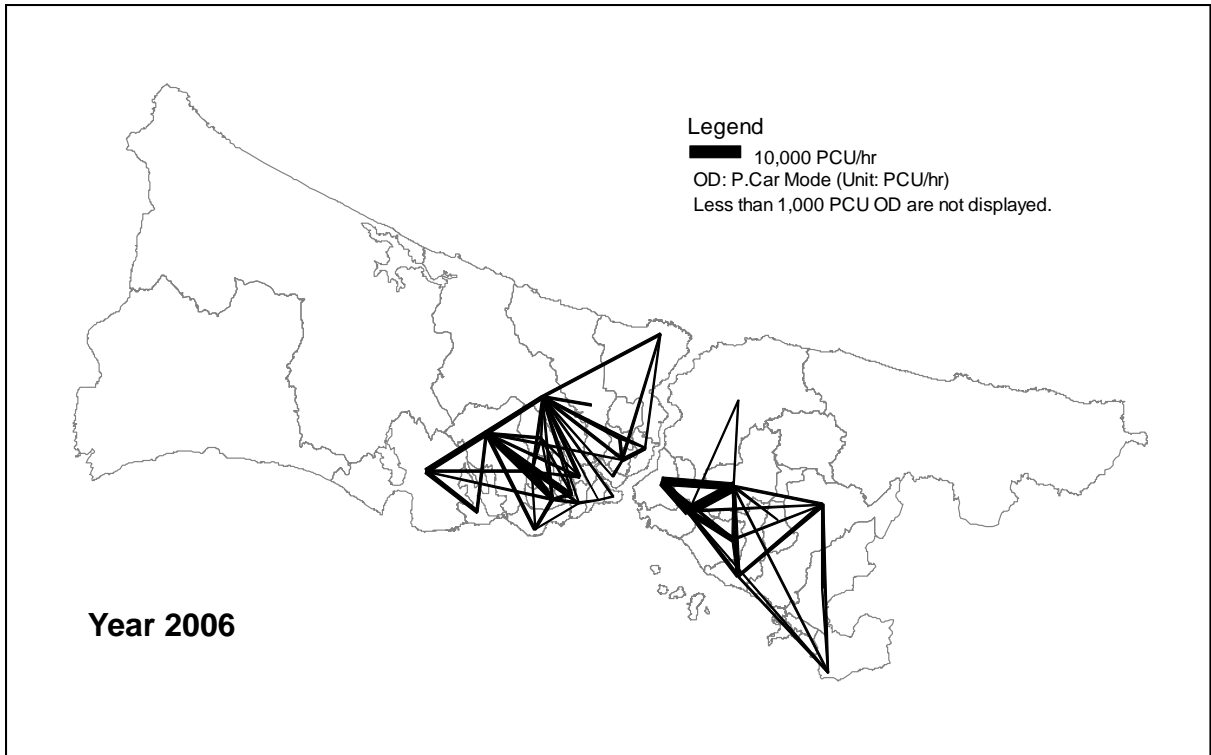 Legend
10,000 PCU/hr
OD: P.Car Mode (Unit: PCU/hr)
Less than 1,000 PCU OD are not displayed.
Year 2006